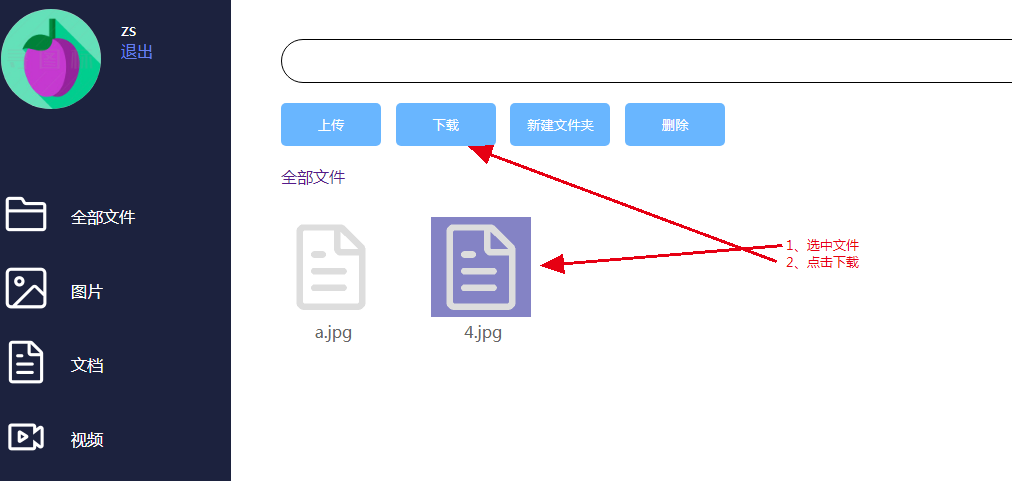 zs
退出
全部文件
图片
文档
视频
上传
下载
新建文件夹
删除
全部文件
a.jpg
4.jpg
1、选中文件
2、点击下载